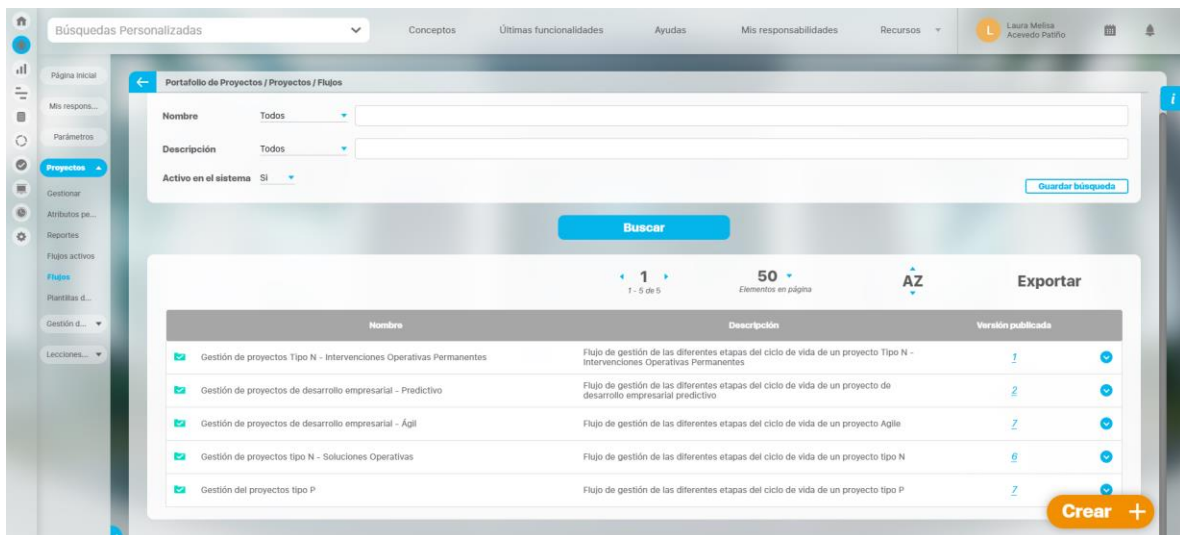 Búsquedas Personalizadas
Conceptos
Últimas funcionalidades
Ayudas
Mis responsabilidades
Recursos
L
Laura Melisa
Acevedo Patiño
Página inicial
Mis respons...
Parámetros
Proyectos
Gestionar
Atributos pe...
Reportes
Flujos activos
Flujos
Plantillas d...
Gestión d...
Lecciones...
Portafolio de Proyectos / Proyectos / Flujos
i
Nombre Todos
Descripción Todos
Activo en el sistema Sí
Guardar búsqueda
Buscar
1
1 - 5 de 5
50
Elementos en página
AZ
Exportar
Nombre Descripción Versión publicada
Gestión de proyectos Tipo N - Intervenciones Operativas Permanentes
Flujo de gestión de las diferentes etapas del ciclo de vida de un proyecto Tipo N -
Intervenciones Operativas Permanentes
1
Gestión de proyectos de desarrollo empresarial - Predictivo
Flujo de gestión de las diferentes etapas del ciclo de vida de un proyecto de
desarrollo empresarial predictivo
2
Gestión de proyectos de desarrollo empresarial - Ágil
Flujo de gestión de las diferentes etapas del ciclo de vida de un proyecto Agile
7
Gestión de proyectos tipo N - Soluciones Operativas
Flujo de gestión de las diferentes etapas del ciclo de vida de un proyecto tipo N
6
Gestión del proyectos tipo P
Flujo de gestión de las diferentes etapas del ciclo de vida de un proyecto tipo P
7
Crear +